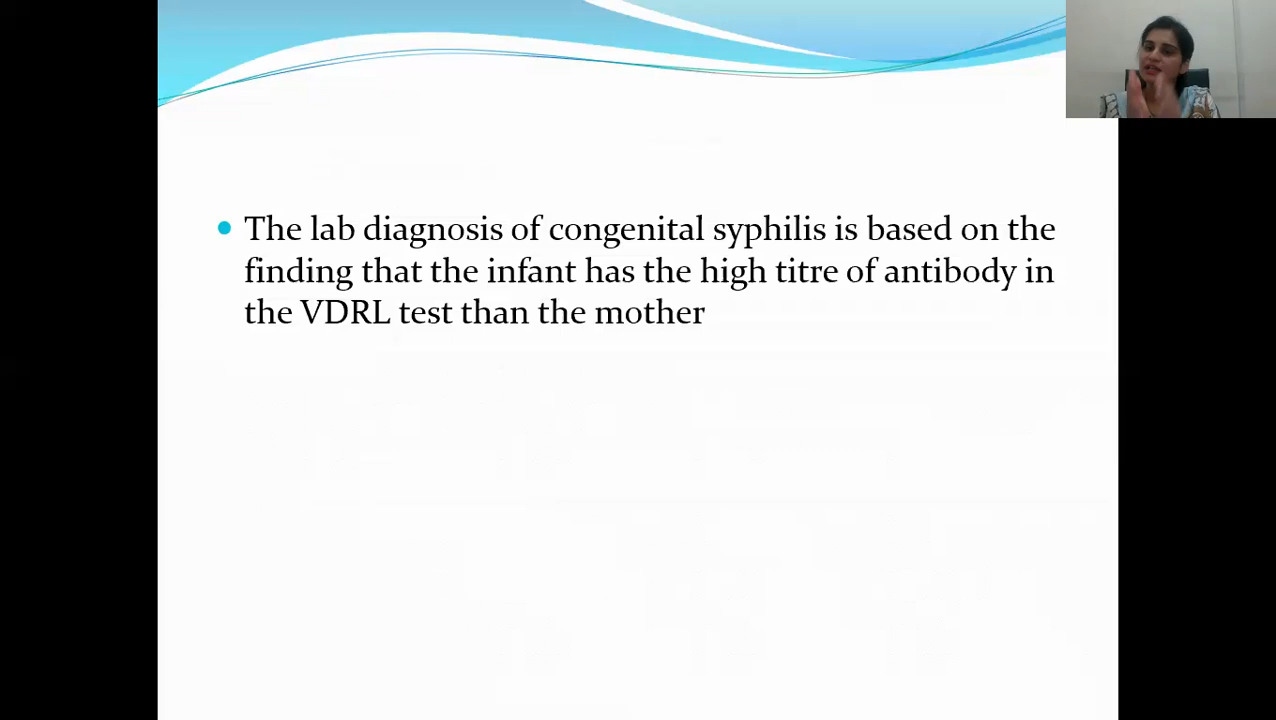 The lab diagnosis of congenital syphilis is based on the
finding that the infant has the high titre of antibody in
the VDRL test than the mother